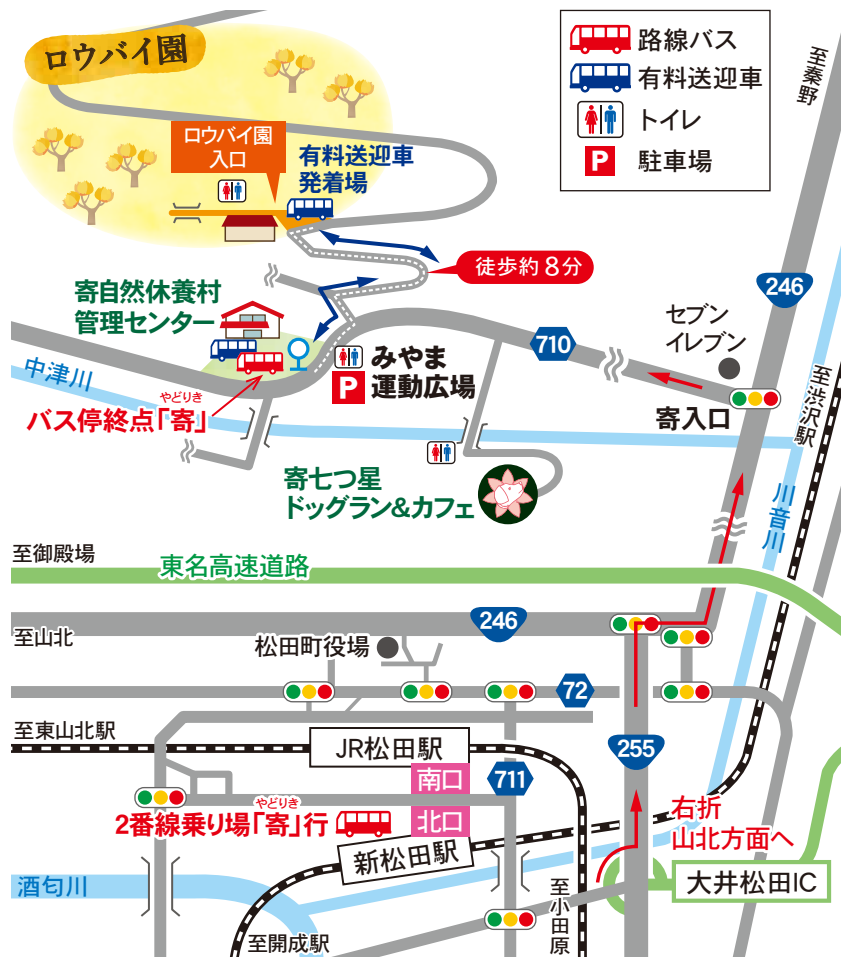 ロウバイ園
路線バス
有料送迎車
トイレ
P
駐車場
至秦野
ロウバイ園
入口
有料送迎車
発着場
徒歩約8分
246
寄自然休養村
管理センター
セブン
イレブン
710
中津川
みやま
運動広場
P
至渋沢駅
やどりき
バス停終点「寄」
寄入口
寄七つ星
ドッグラン&カフェ
川音川
至御殿場
東名高速道路
246
至山北
松田町役場
72
至東山北駅
JR松田駅
255
南口
711
やどりき
2番線乗り場「寄」行
北口
右折
山北方面へ
新松田駅
酒匂川
大井松田IC
至小田原
至開成駅